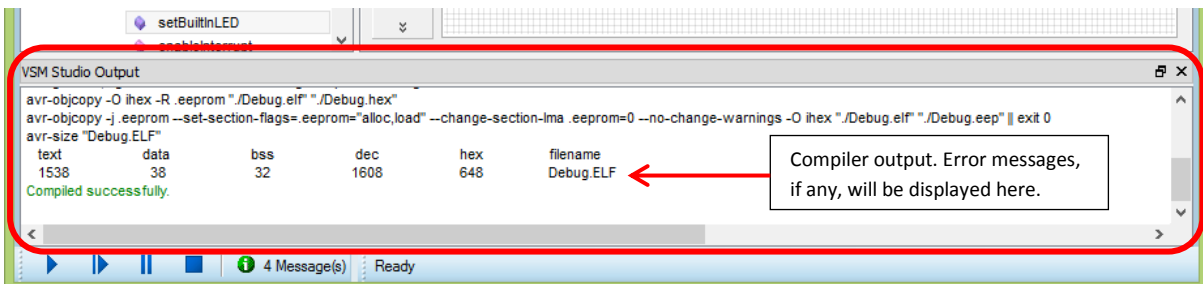 setBuiltInLED
enableInterrupt
VSM Studio Output
avr-objcopy -O ihex -R .eeprom "./Debug.elf" "./Debug.hex"
avr-objcopy -j .eeprom --set-section-flags=.eeprom="alloc,load" --change-section-lma .eeprom=0 --no-change-warnings -O ihex "./Debug.elf" "./Debug.eep" || exit 0
avr-size "Debug.ELF"
text data bss dec hex filename
1538 38 32 1608 648 Debug.ELF
Compiled successfully.
Compiler output. Error messages,
if any, will be displayed here.
4 Message(s) Ready